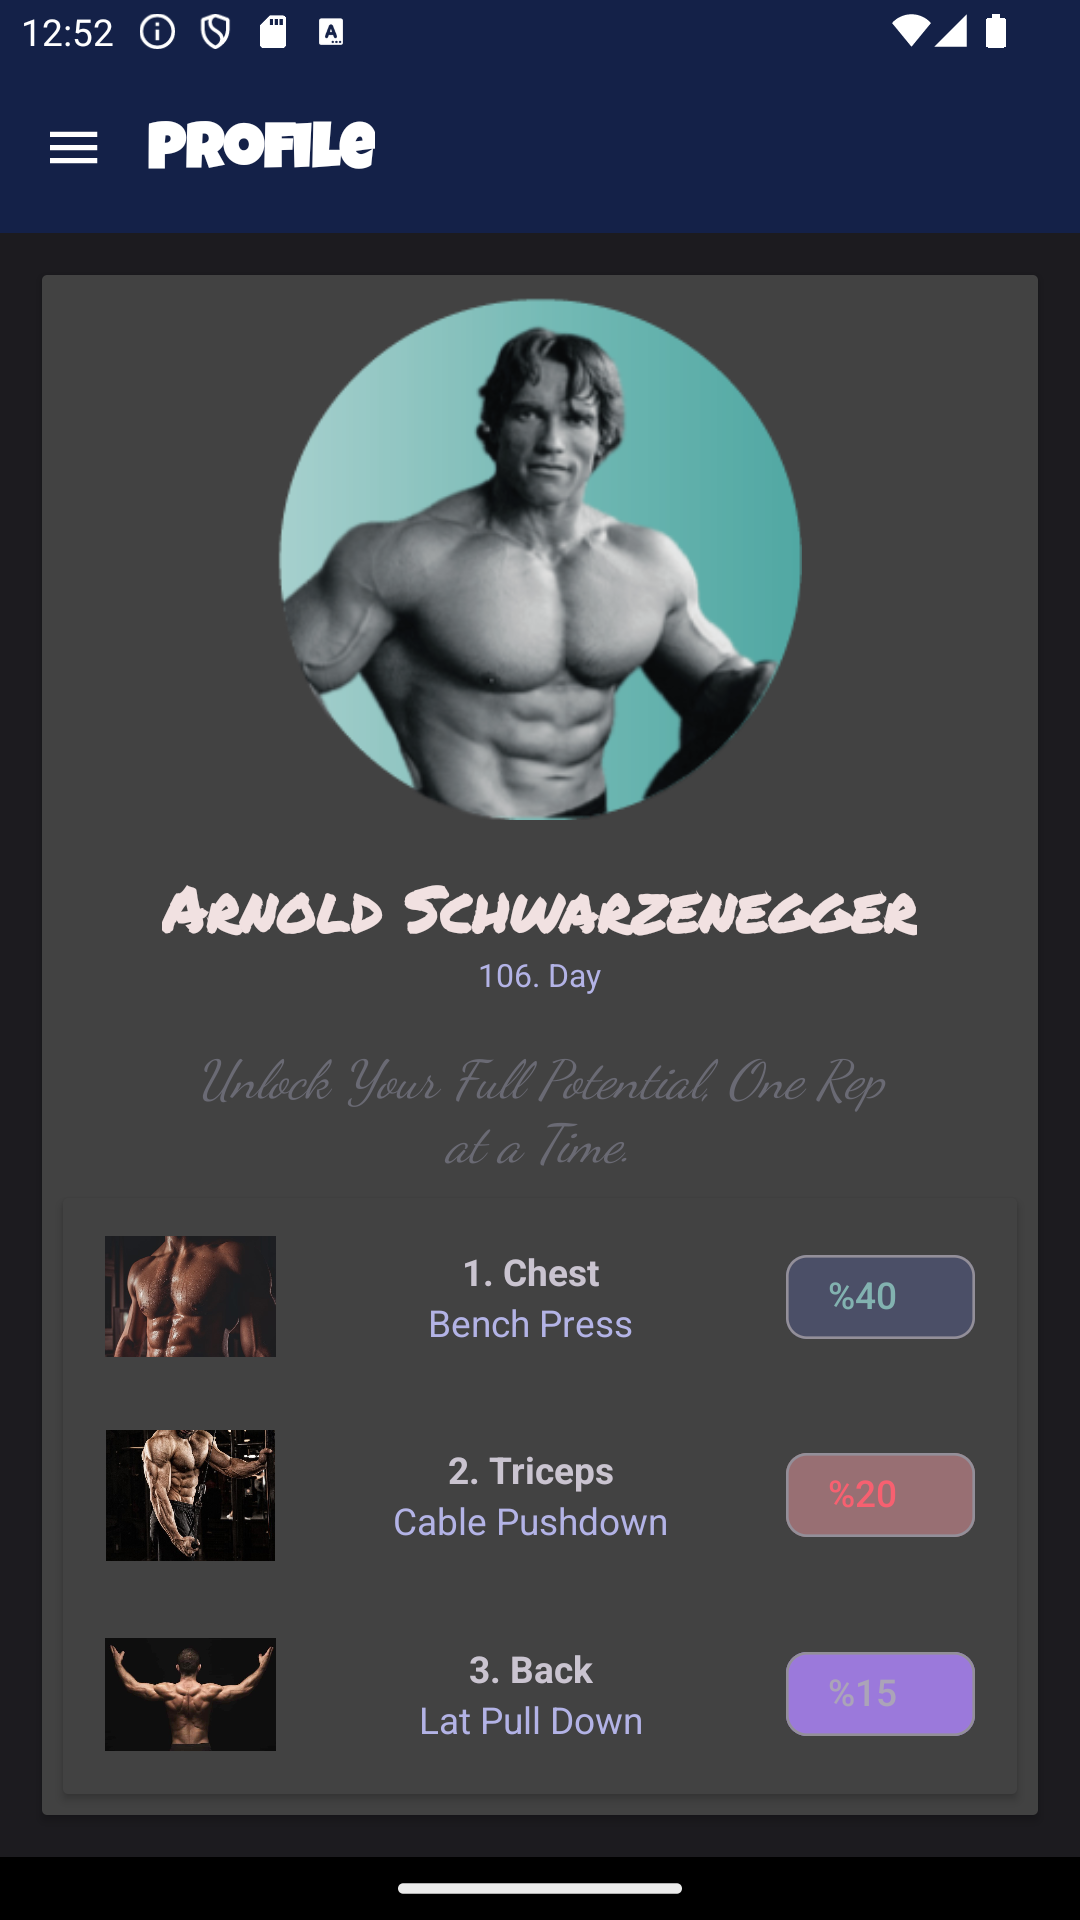 12:52
Profile
Arnold Schwarzenegger
106. Day
Unlock Your Full Potential, One Rep
at a Time.
1. Chest
Bench Press
%40
2. Triceps
Cable Pushdown
%20
3. Back
Lat Pull Down
%15